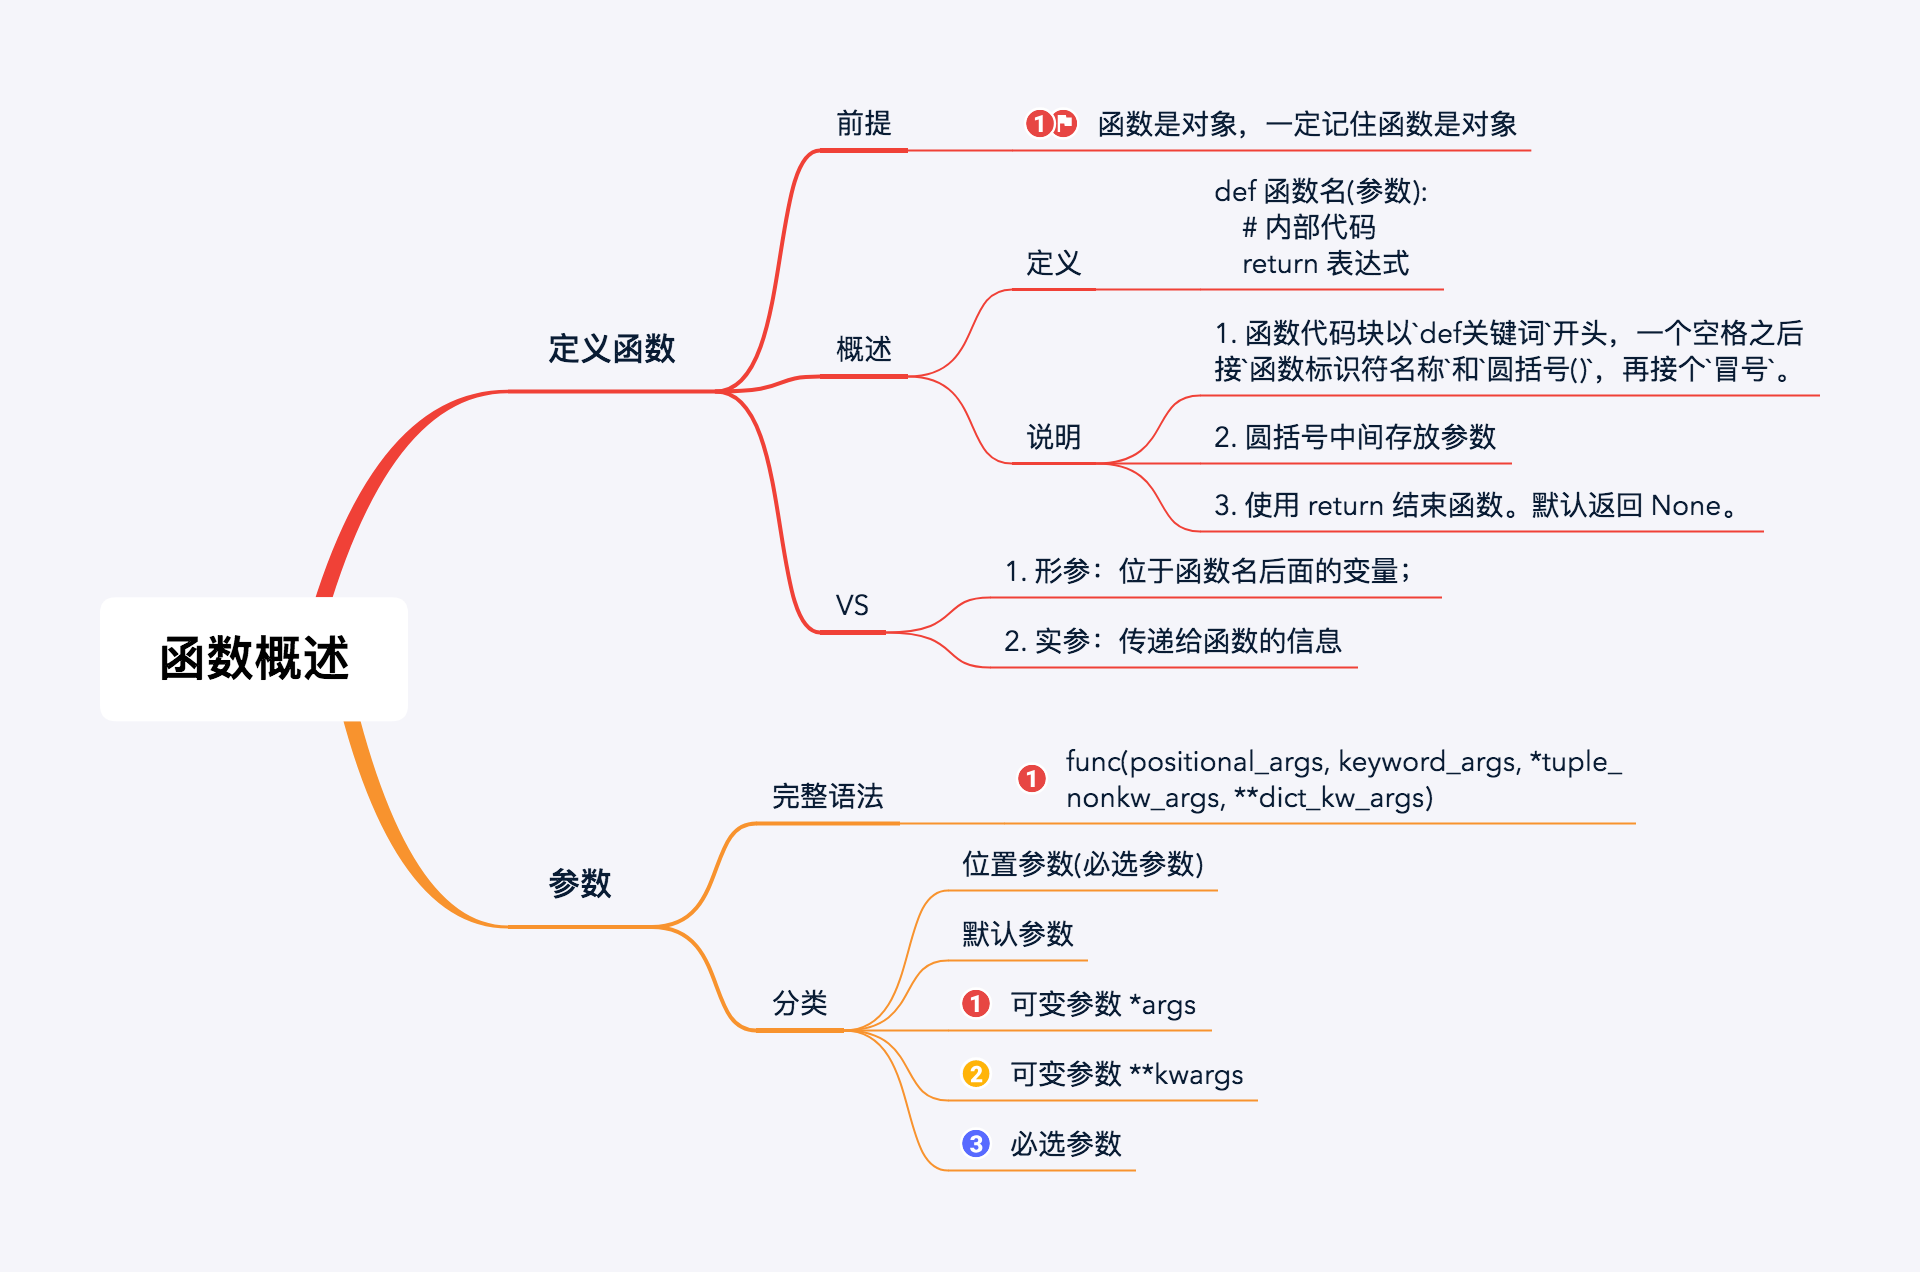 函数概述
定义函数
前提
1
函数是对象，一定记住函数是对象
概述
定义
def 函数名(参数):
    # 内部代码
    return 表达式
说明
1. 函数代码块以`def关键词`开头，一个空格之后
接`函数标识符名称`和`圆括号()`，再接个`冒号`。
2. 圆括号中间存放参数
3. 使用 return 结束函数。默认返回 None。
VS
1. 形参：位于函数名后面的变量；
2. 实参：传递给函数的信息
参数
完整语法
1
func(positional_args, keyword_args, *tuple_
nonkw_args, **dict_kw_args)
分类
位置参数(必选参数)
默认参数
1 可变参数 *args
2 可变参数 **kwargs
3 必选参数